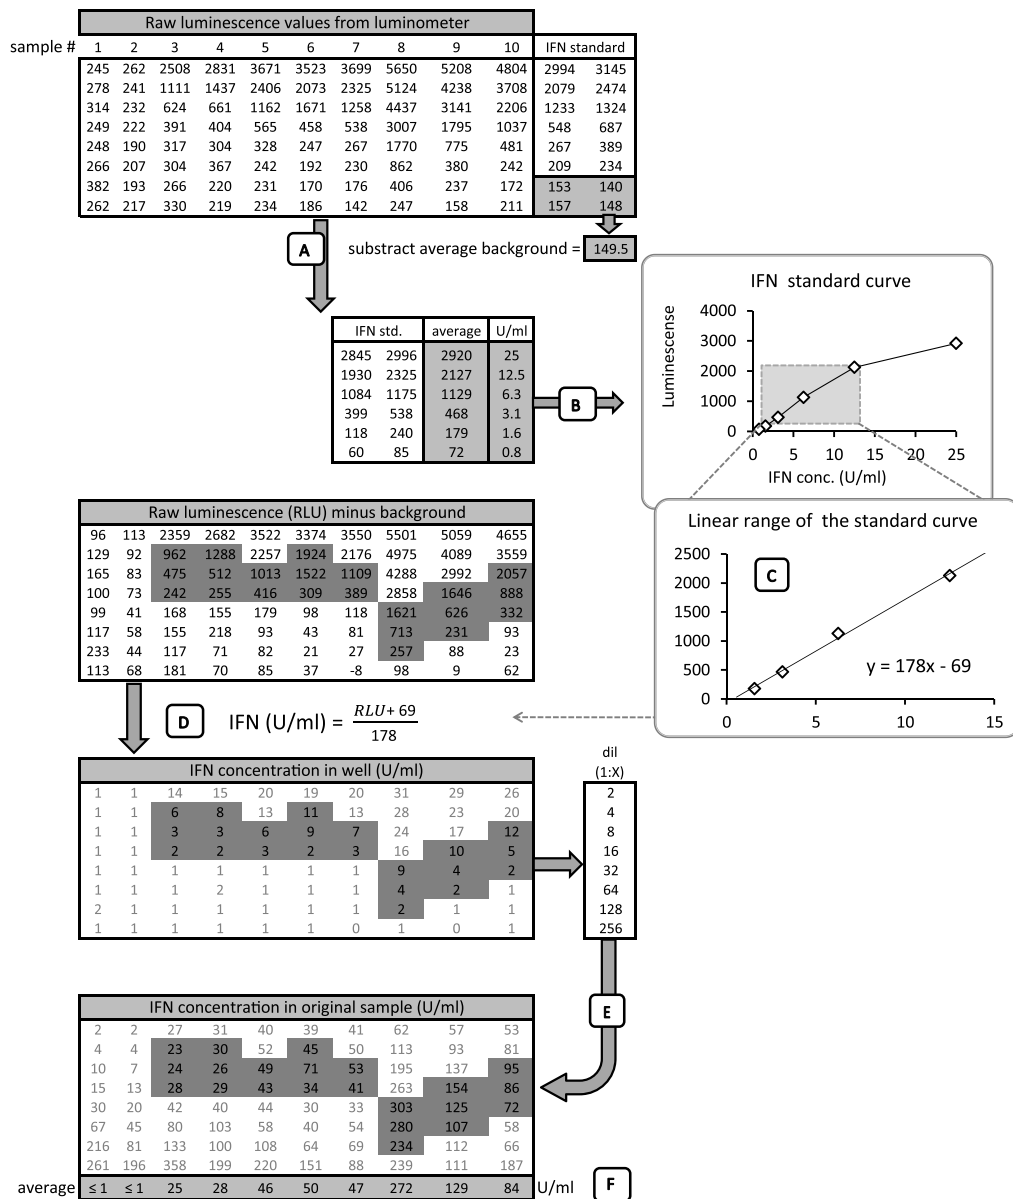 Raw luminescence values from luminometer
sample # 1 2 3 4 5 6 7 8 9 10 IFN standard
245 262 2508 2831 3671 3523 3699 5650 5208 4804 2994 3145
278 241 1111 1437 2406 2073 2325 5124 4238 3708 2079 2474
314 232 624 661 1162 1671 1258 4437 3141 2206 1233 1324
249 222 391 404 565 458 538 3007 1795 1037 548 687
248 190 317 304 328 247 267 1770 775 481 267 389
266 207 304 367 242 192 230 862 380 242 209 234
382 193 266 220 231 170 176 406 237 172 153 140
262 217 330 219 234 186 142 247 158 211 157 148
A
substract average background = 149.5
IFN std. average U/ml
2845 2996 2920 25
1930 2325 2127 12.5
1084 1175 1129 6.3
399 538 468 3.1
118 240 179 1.6
60 85 72 0.8
B
IFN standard curve
Luminescense
4000
3000
2000
1000
0
0 5 10 15 20 25
IFN conc. (U/ml)
Raw luminescence (RLU) minus background
96 113 2359 2682 3522 3374 3550 5501 5059 4655
129 92 962 1288 2257 1924 2176 4975 4089 3559
165 83 475 512 1013 1522 1109 4288 2992 2057
100 73 242 255 416 309 389 2858 1646 888
99 41 168 155 179 98 118 1621 626 332
117 58 155 218 93 43 81 713 231 93
233 44 117 71 82 21 27 257 88 23
113 68 181 70 85 37 -8 98 9 62
Linear range of the standard curve
C
2500
2000
1500
1000
500
0
y = 178x - 69
0 5 10 15
D
IFN (U/ml) = RLU+ 69
178
IFN concentration in well (U/ml)
1 1 14 15 20 19 20 31 29 26
1 1 6 8 13 11 13 28 23 20
1 1 3 3 6 9 7 24 17 12
1 1 2 2 3 2 3 16 10 5
1 1 1 1 1 1 1 9 4 2
1 1 1 2 1 1 1 4 2 1
2 1 1 1 1 1 1 2 1 1
1 1 1 1 1 1 0 1 0 1
dil
(1:X)
2
4
8
16
32
64
128
256
E
IFN concentration in original sample (U/ml)
2 2 27 31 40 39 41 62 57 53
4 4 23 30 52 45 50 113 93 81
10 7 24 26 49 71 53 195 137 95
15 13 28 29 43 34 41 263 154 86
30 20 42 40 44 30 33 303 125 72
67 45 80 103 58 40 54 280 107 58
216 81 133 100 108 64 69 234 112 66
261 196 358 199 220 151 88 239 111 187
average ≤ 1 ≤ 1 25 28 46 50 47 272 129 84 U/ml
F